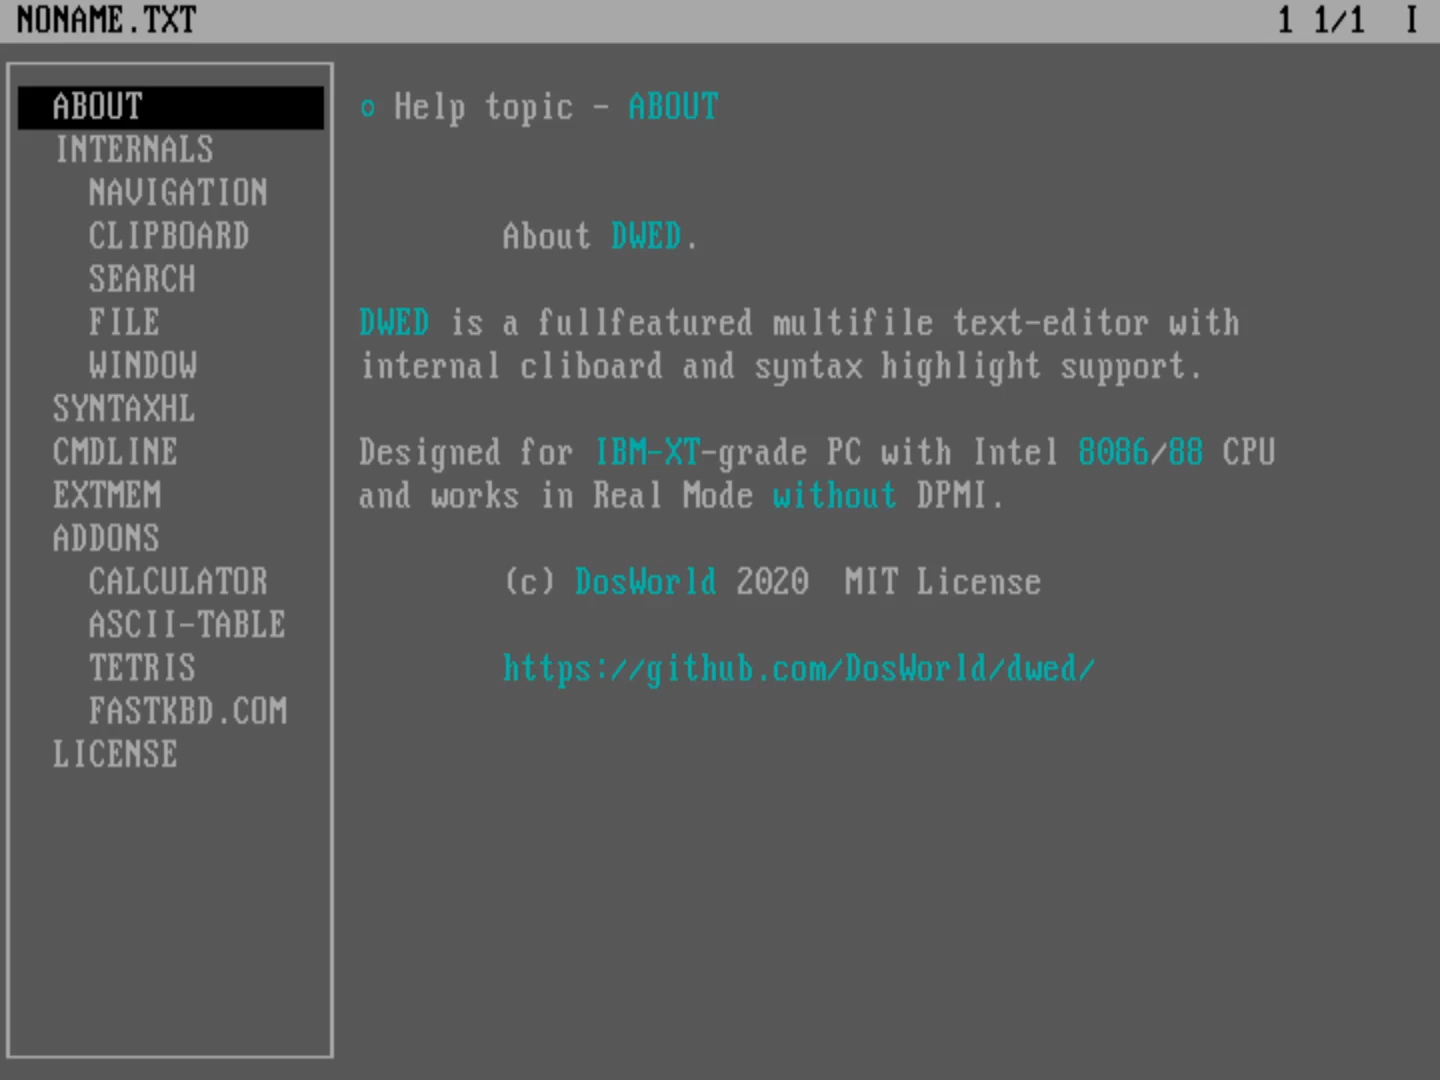 NONAME.TXT 1 1/1 I
ABOUT
INTERNALS
NAVIGATION
CLIPBOARD
SEARCH
FILE
WINDOW
SYNTAXHL
CMDLINE
EXTMEM
ADDONS
CALCULATOR
ASCII-TABLE
TETRIS
FASTKBD.COM
LICENSE
o Help topic - ABOUT
About DWED.
DWED is a fullfeatured multifile text-editor with
internal cliboard and syntax highlight support.
Designed for IBM-XT-grade PC with Intel 8086/88 CPU
and works in Real Mode without DPMI.
(c) DosWorld 2020 MIT License
https://github.com/DosWorld/dwed/